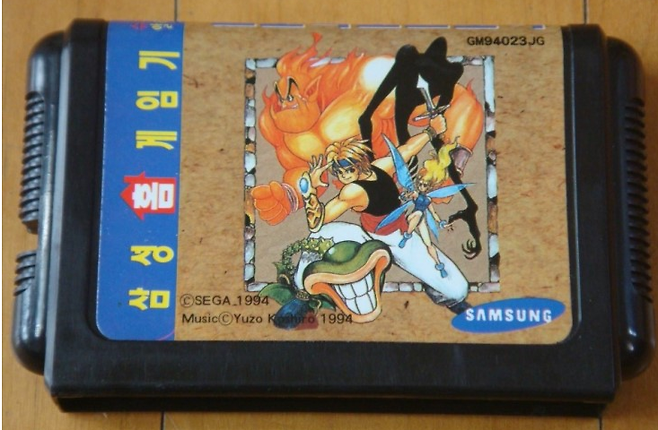 GM94023JG
삼성 홈 게임기
©SEGA 1994
Music©Yuzo Koshiro 1994
SAMSUNG